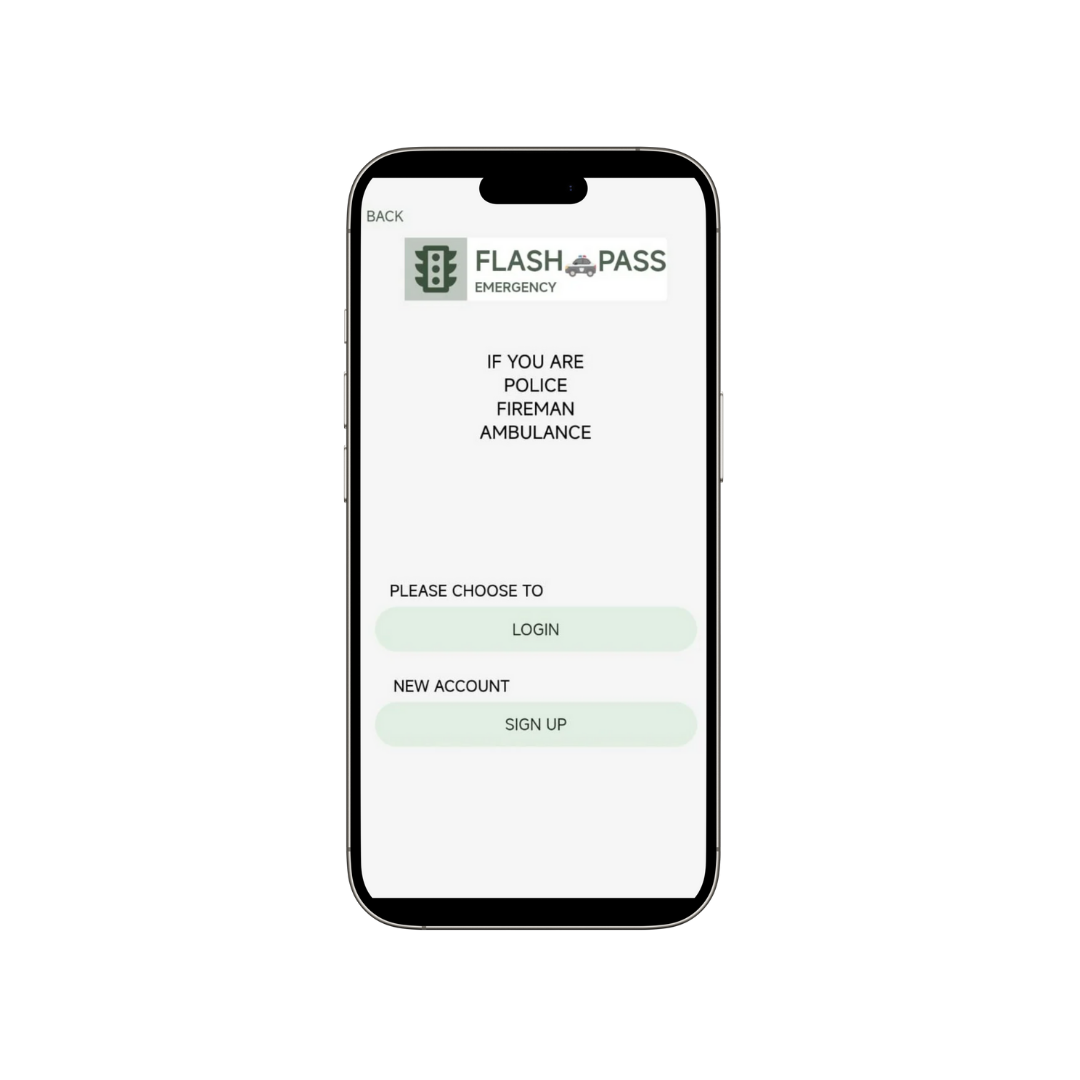 BACK
FLASH PASS
EMERGENCY
IF YOU ARE
POLICE
FIREMAN
AMBULANCE
PLEASE CHOOSE TO
LOGIN
NEW ACCOUNT
SIGN UP